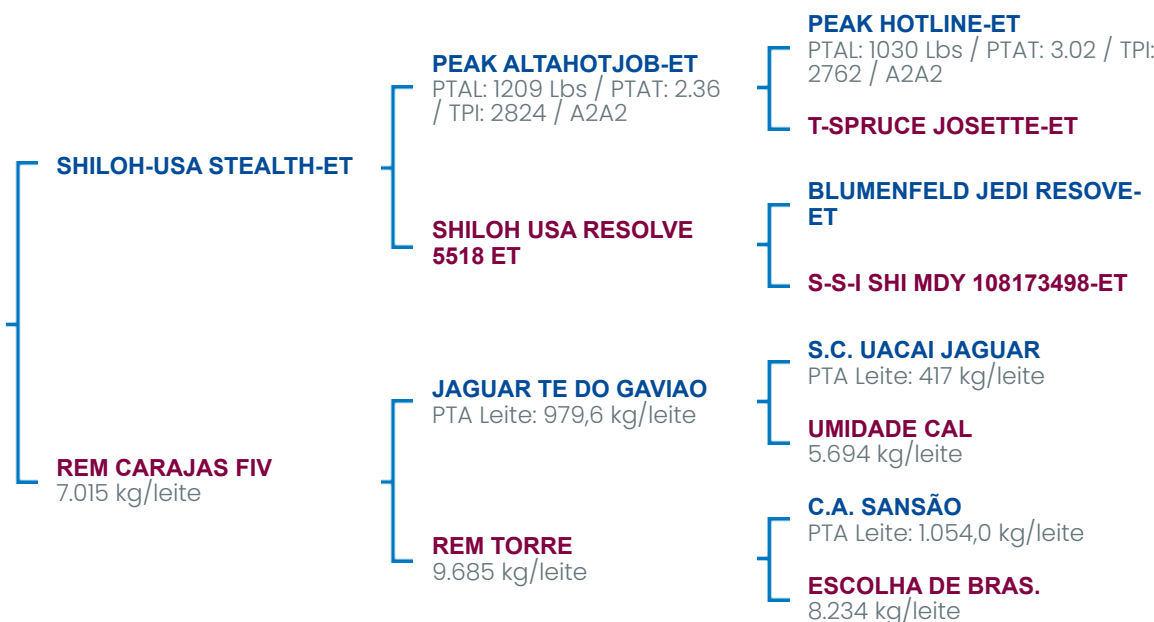 PEAK HOTLINE-ET
PTAL: 1030 Lbs / PTAT: 3.02 / TPI:
2762 / A2A2
PEAK ALTAHOTJOB-ET
PTAL: 1209 Lbs / PTAT: 2.36
/ TPI: 2824 / A2A2
T-SPRUCE JOSETTE-ET
SHILOH-USA STEALTH-ET
BLUMENFELD JEDI RESOVE-
ET
SHILOH USA RESOLVE
5518 ET
S-S-I SHI MDY 108173498-ET
S.C. UACAI JAGUAR
PTA Leite: 417 kg/leite
JAGUAR TE DO GAVIAO
PTA Leite: 979,6 kg/leite
UMIDADE CAL
5.694 kg/leite
REM CARAJAS FIV
7.015 kg/leite
C.A. SANSÃO
PTA Leite: 1.054,0 kg/leite
REM TORRE
9.685 kg/leite
ESCOLHA DE BRAS.
8.234 kg/leite